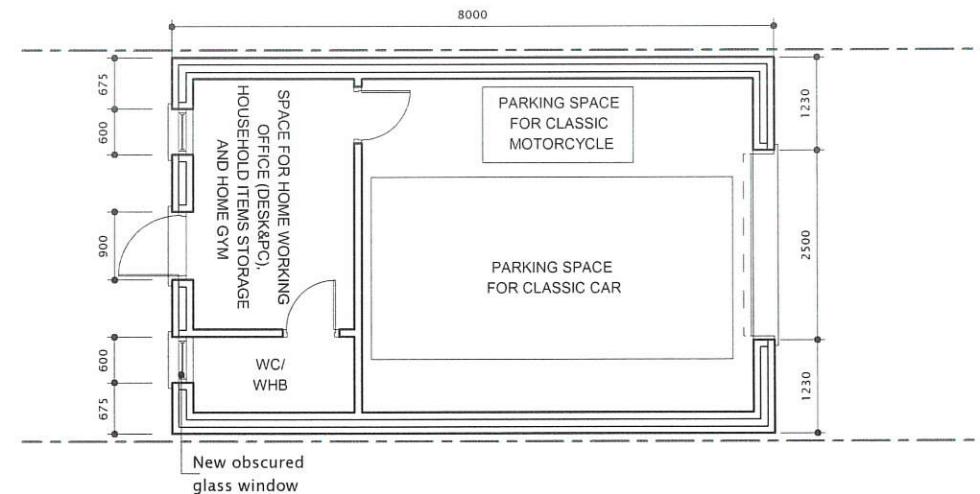 8000
675
600
900
600
675
SPACE FOR HOME WORKING
OFFICE (DESK&PC),
HOUSEHOLD ITEMS STORAGE
AND HOME GYM
WC/
WHB
PARKING SPACE
FOR CLASSIC
MOTORCYCLE
PARKING SPACE
FOR CLASSIC CAR
1230
2500
1230
New obscured
glass window